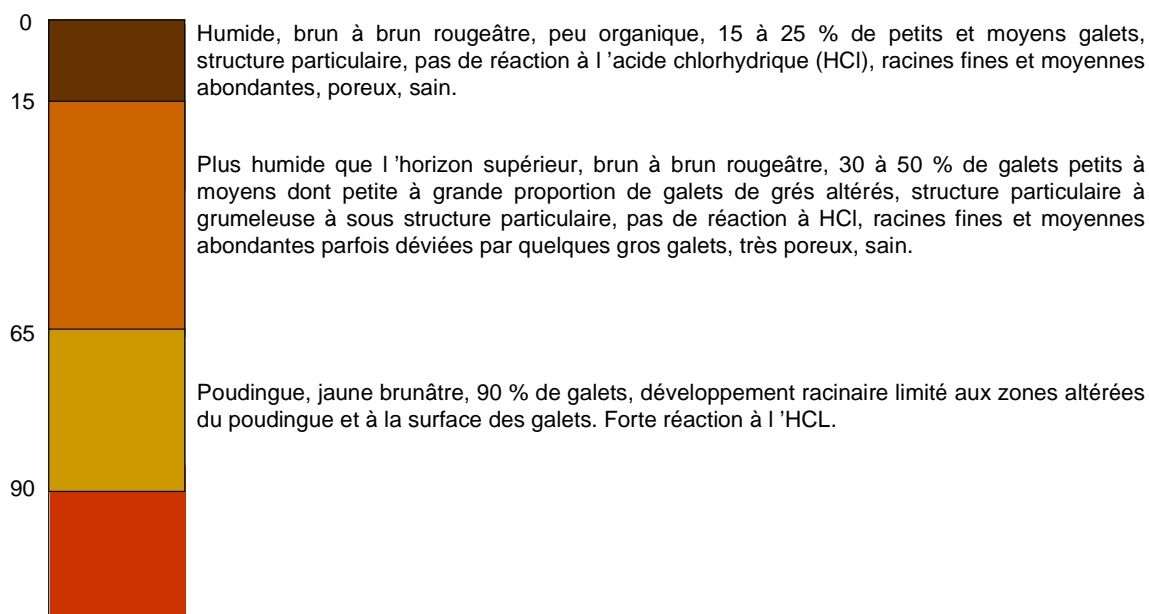 0
Humide, brun à brun rougeâtre, peu organique, 15 à 25 % de petits et moyens galets,
structure particulaire, pas de réaction à l ’acide chlorhydrique (HCl), racines fines et moyennes
abondantes, poreux, sain.
15
Plus humide que l ’horizon supérieur, brun à brun rougeâtre, 30 à 50 % de galets petits à
moyens dont petite à grande proportion de galets de grés altérés, structure particulaire à
grumeleuse à sous structure particulaire, pas de réaction à HCl, racines fines et moyennes
abondantes parfois déviées par quelques gros galets, très poreux, sain.
65
Poudingue, jaune brunâtre, 90 % de galets, développement racinaire limité aux zones altérées
du poudingue et à la surface des galets. Forte réaction à l ’HCL.
90